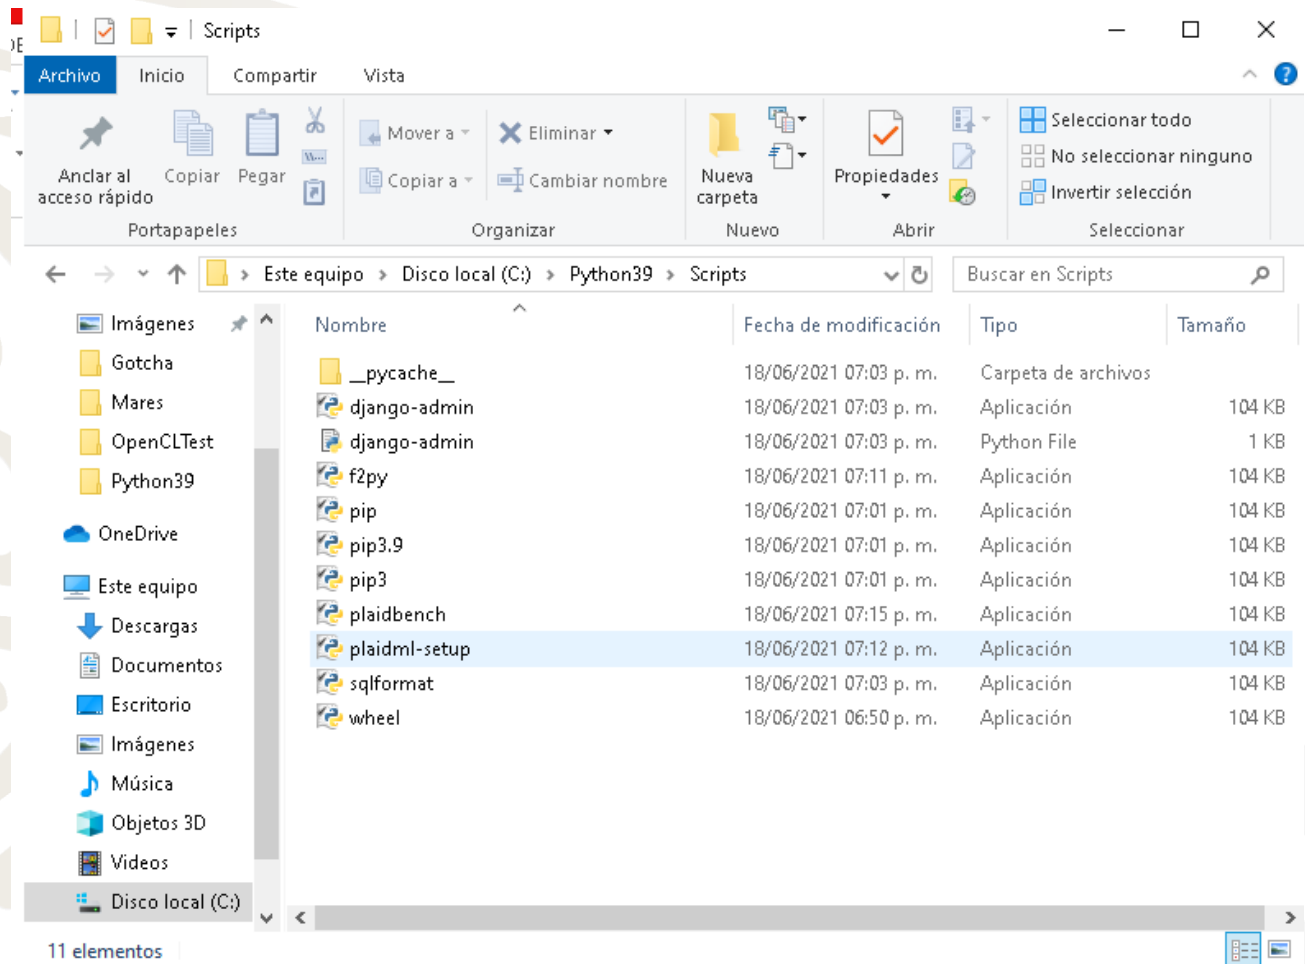 Scripts
Archivo Inicio Compartir Vista
Anclar al acceso rápido
Copiar
Pegar
Mover a
Copiar a
Eliminar
Cambiar nombre
Nueva carpeta
Propiedades
Seleccionar todo
No seleccionar ninguno
Invertir selección
Portapapeles Organizar Nuevo Abrir Seleccionar
Este equipo > Disco local (C:) > Python39 > Scripts
Buscar en Scripts
Imágenes
Gotcha
Mares
OpenCLTest
Python39
OneDrive
Este equipo
Descargas
Documentos
Escritorio
Imágenes
Música
Objetos 3D
Videos
Disco local (C:)
Nombre Fecha de modificación Tipo Tamaño
__pycache__ 18/06/2021 07:03 p. m. Carpeta de archivos
django-admin 18/06/2021 07:03 p. m. Aplicación 104 KB
django-admin 18/06/2021 07:03 p. m. Python File 1 KB
f2py 18/06/2021 07:11 p. m. Aplicación 104 KB
pip 18/06/2021 07:01 p. m. Aplicación 104 KB
pip3.9 18/06/2021 07:01 p. m. Aplicación 104 KB
pip3 18/06/2021 07:01 p. m. Aplicación 104 KB
plaidbench 18/06/2021 07:15 p. m. Aplicación 104 KB
plaidml-setup 18/06/2021 07:12 p. m. Aplicación 104 KB
sqlformat 18/06/2021 07:03 p. m. Aplicación 104 KB
wheel 18/06/2021 06:50 p. m. Aplicación 104 KB
11 elementos